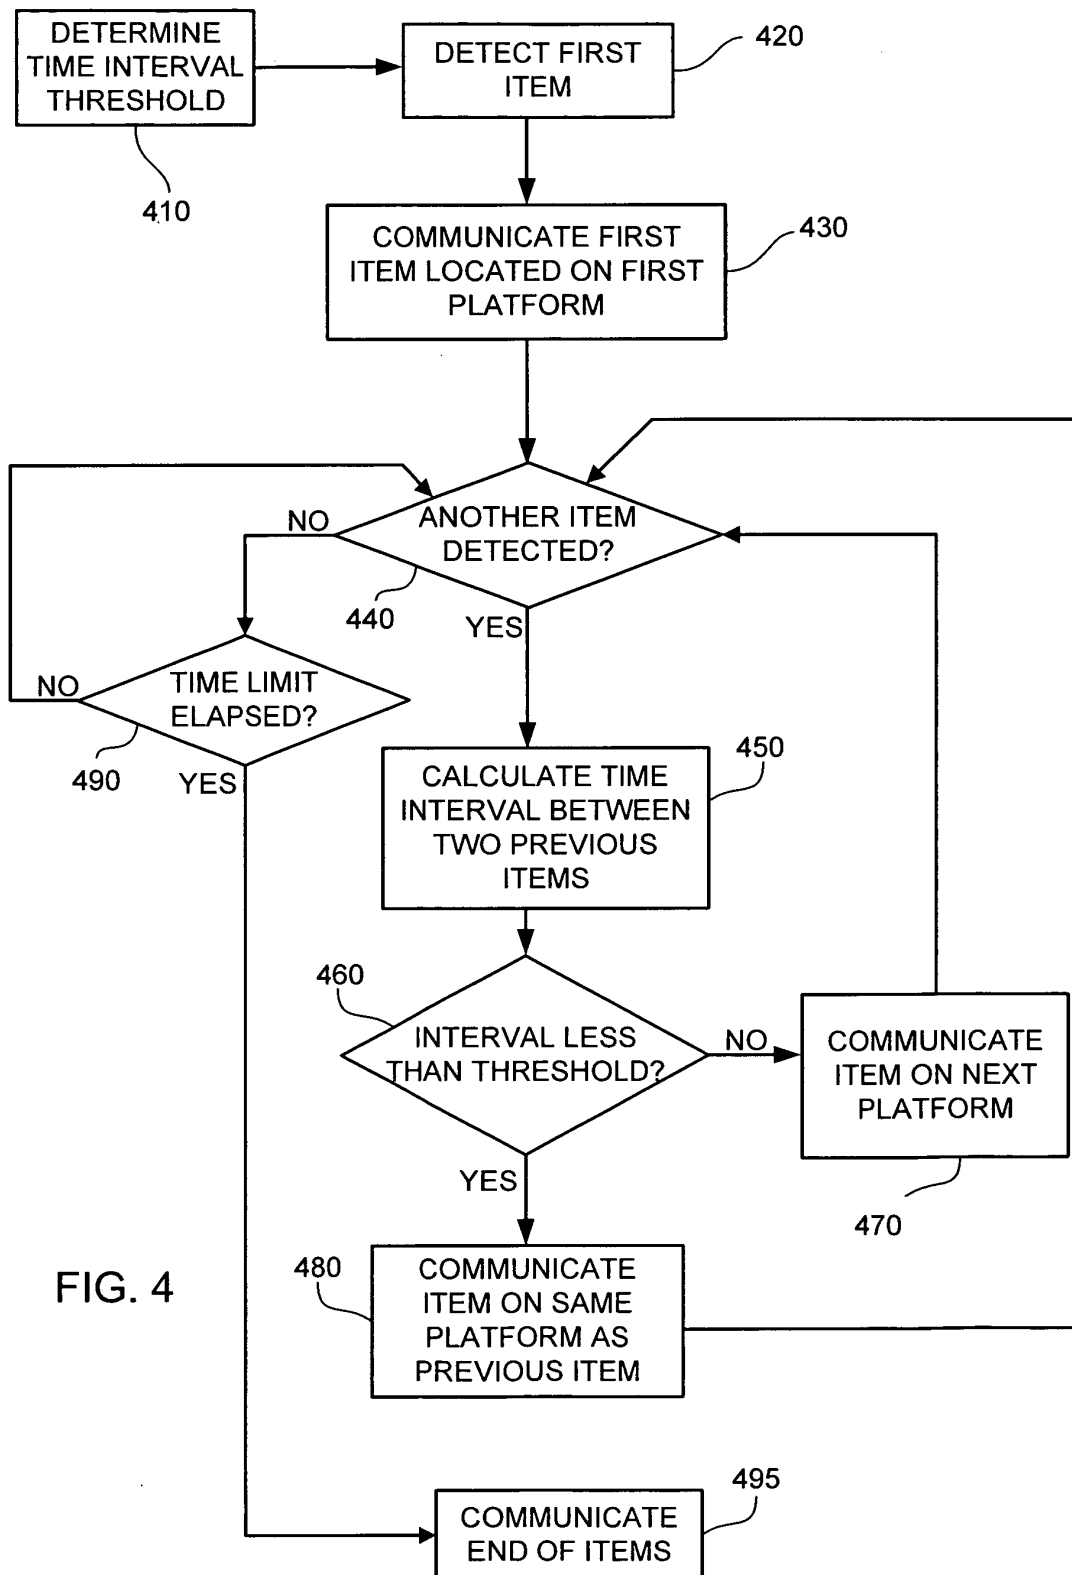 DETERMINE
TIME INTERVAL
THRESHOLD
410
DETECT FIRST
ITEM
420
COMMUNICATE FIRST
ITEM LOCATED ON FIRST
PLATFORM
430
ANOTHER ITEM
DETECTED?
NO
440
YES
TIME LIMIT
ELAPSED?
NO
490
YES
CALCULATE TIME
INTERVAL BETWEEN
TWO PREVIOUS
ITEMS
450
460
INTERVAL LESS
THAN THRESHOLD?
NO
YES
COMMUNICATE
ITEM ON NEXT
PLATFORM
470
480
COMMUNICATE
ITEM ON SAME
PLATFORM AS
PREVIOUS ITEM
FIG. 4
COMMUNICATE
END OF ITEMS
495